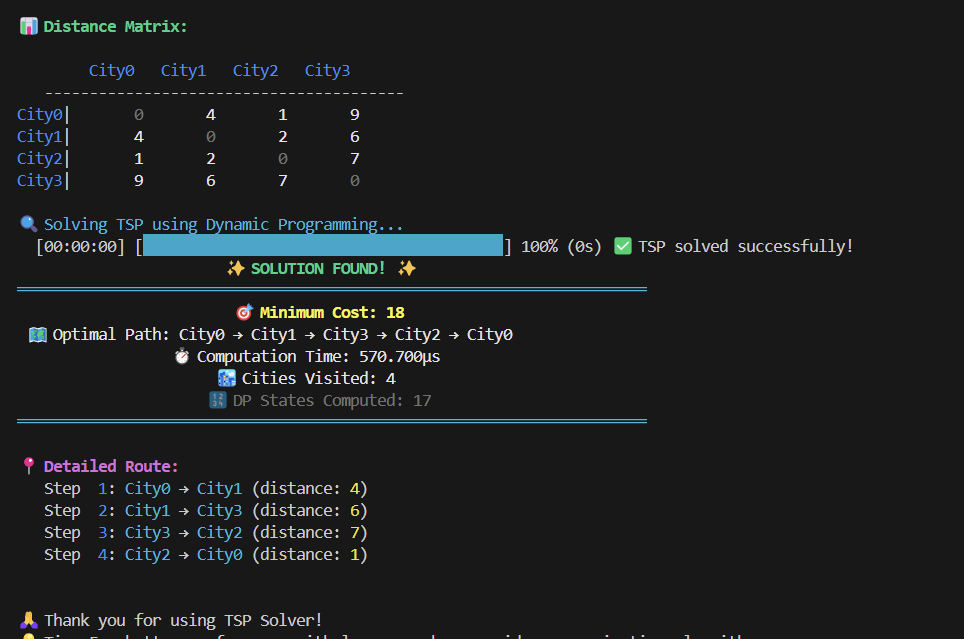 📊 Distance Matrix:
City0 City1 City2 City3
----------------------------------------
City0| 0 4 1 9
City1| 4 0 2 6
City2| 1 2 0 7
City3| 9 6 7 0
🔍 Solving TSP using Dynamic Programming...
[00:00:00] [████████████████████████████████████████] 100% (0s) ✅ TSP solved successfully!
✨ SOLUTION FOUND! ✨
══════════════════════════════════════════════════════════════════════
🎯 Minimum Cost: 18
🗺️ Optimal Path: City0 → City1 → City3 → City2 → City0
⏱️ Computation Time: 570.700µs
🏙️ Cities Visited: 4
🔢 DP States Computed: 17
══════════════════════════════════════════════════════════════════════
📍 Detailed Route:
Step 1: City0 → City1 (distance: 4)
Step 2: City1 → City3 (distance: 6)
Step 3: City3 → City2 (distance: 7)
Step 4: City2 → City0 (distance: 1)
🙏 Thank you for using TSP Solver!